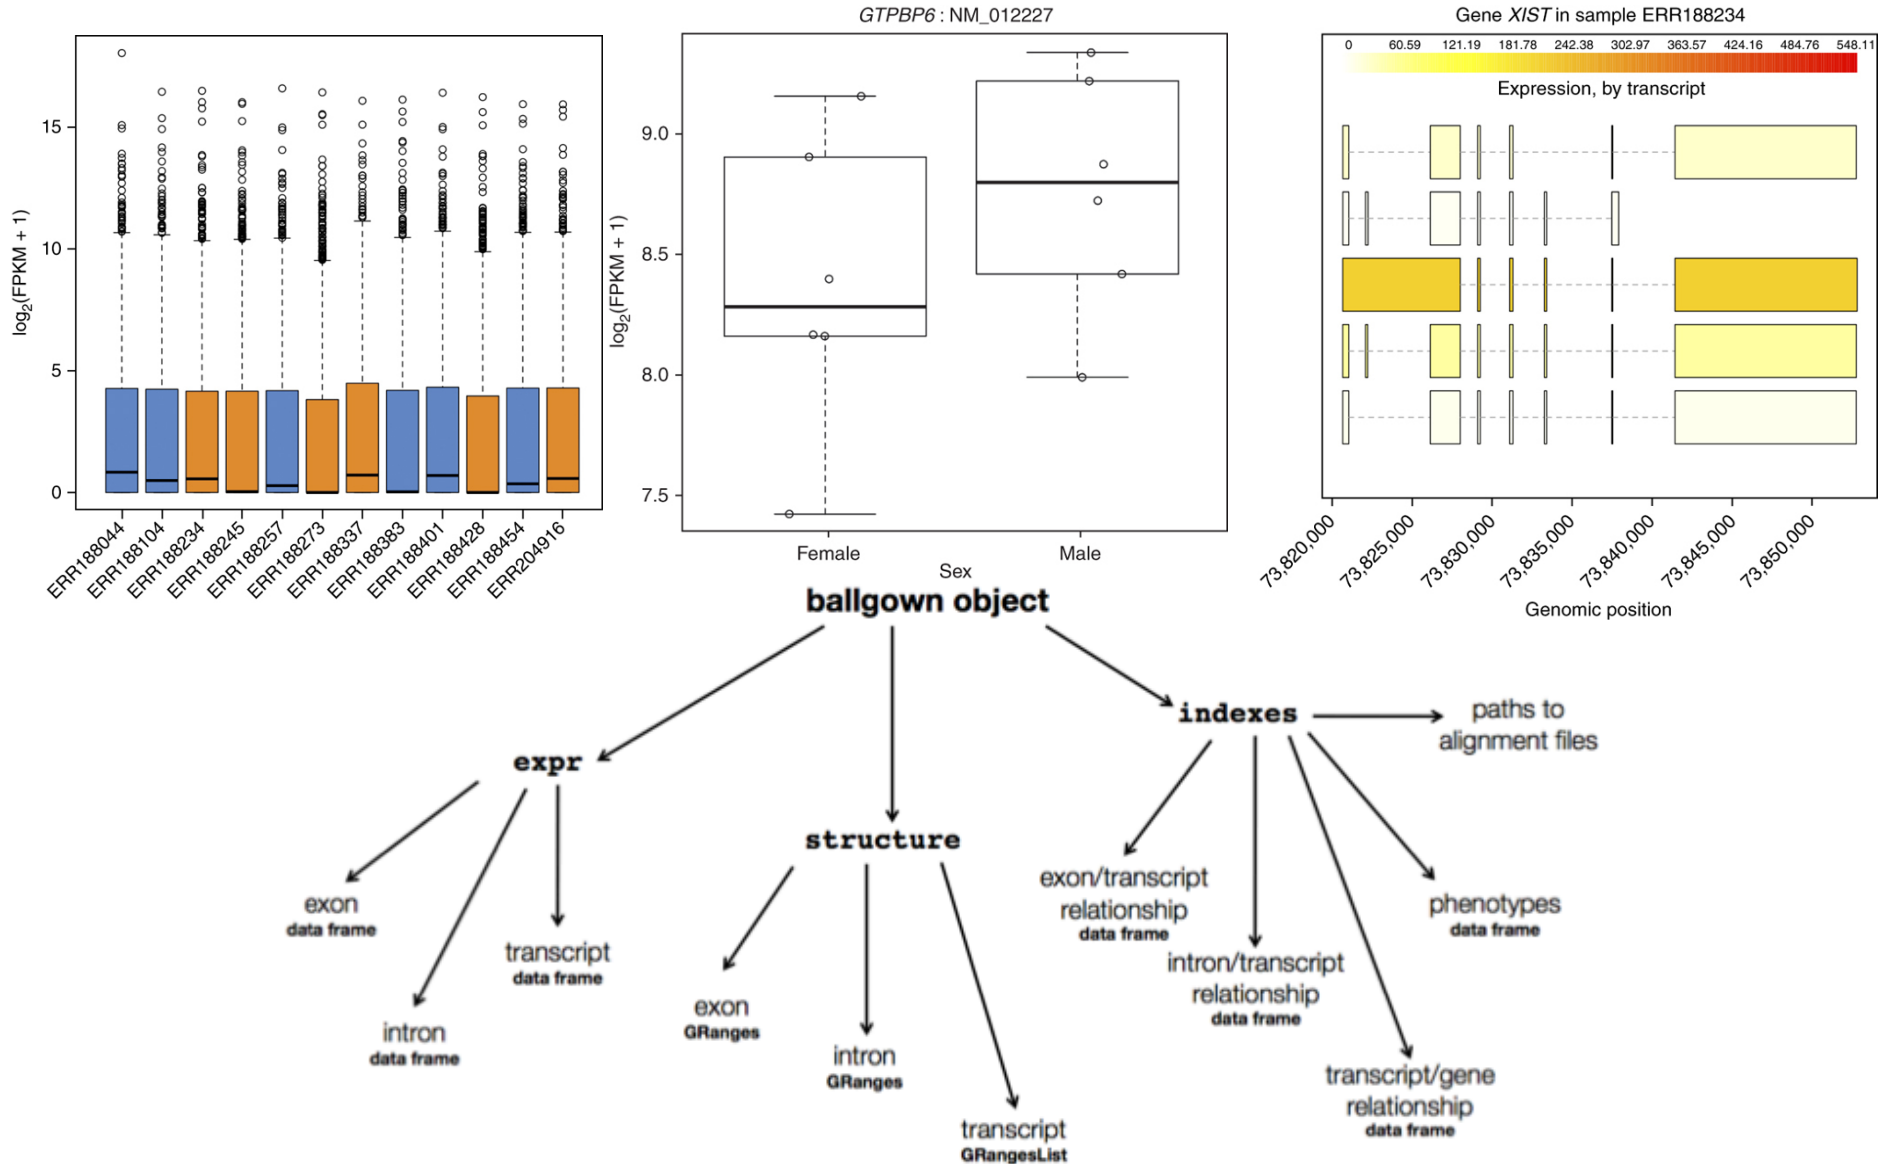 log2(FPKM + 1)
15
10
5
0
ERR188044
ERR188104
ERR188234
ERR188245
ERR188257
ERR188273
ERR188337
ERR188383
ERR188401
ERR188428
ERR188454
ERR204916
GTPBP6 : NM_012227
log2(FPKM + 1)
9.0
8.5
8.0
7.5
Female Male
Sex
Gene XIST in sample ERR188234
0 60.59 121.19 181.78 242.38 302.97 363.57 424.16 484.76 548.11
Expression, by transcript
73,820,000
73,825,000
73,830,000
73,835,000
73,840,000
73,845,000
73,850,000
Genomic position
ballgown object
expr
exon
data frame
intron
data frame
transcript
data frame
structure
exon
GRanges
intron
GRanges
transcript
GRangesList
indexes
paths to
alignment files
exon/transcript
relationship
data frame
intron/transcript
relationship
data frame
transcript/gene
relationship
data frame
phenotypes
data frame